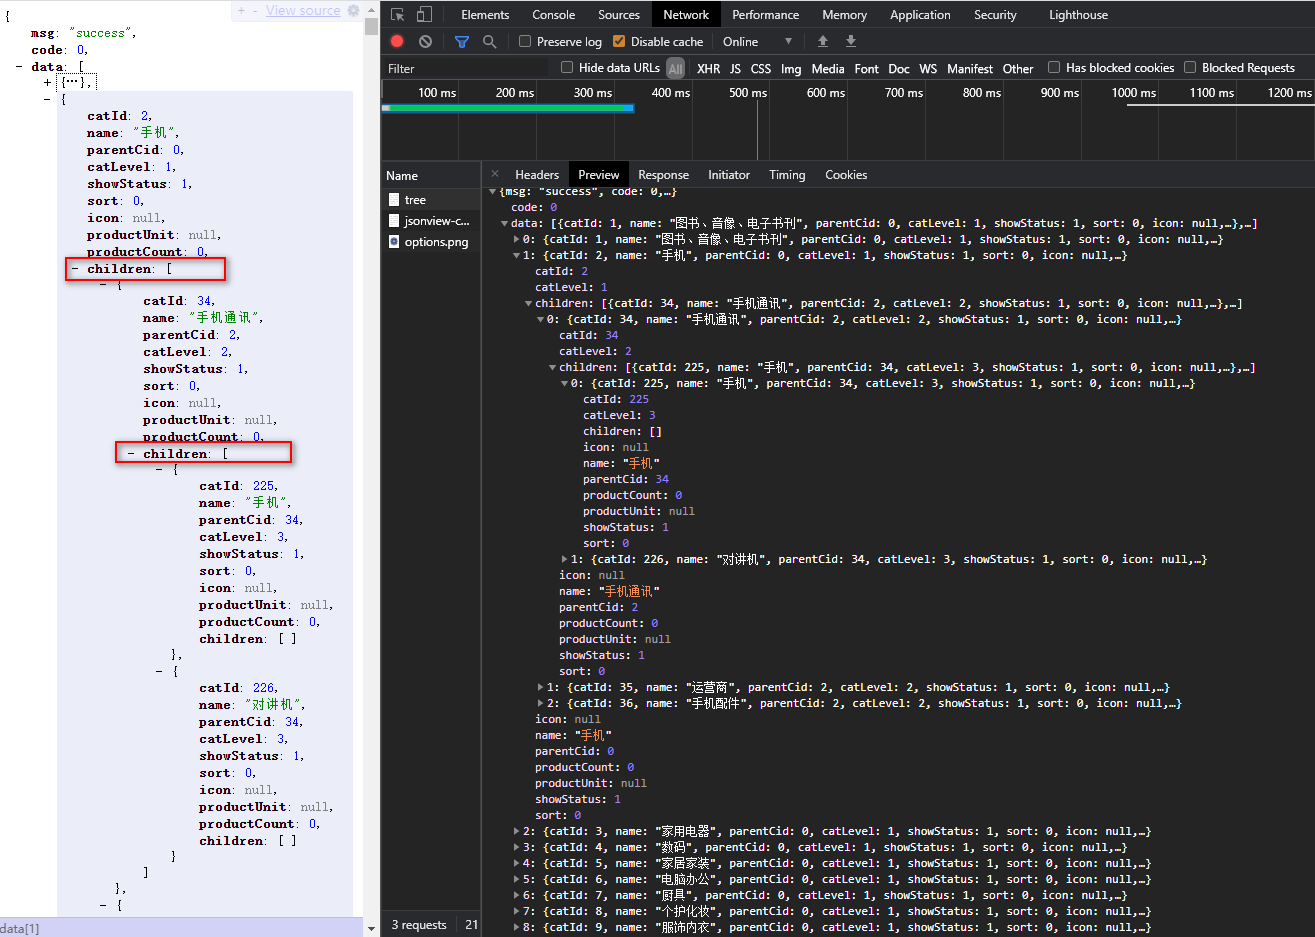 + - View source
{
msg: "success",
code: 0,
- data: [
+ {…},
- {
catId: 2,
name: "手机",
parentCid: 0,
catLevel: 1,
showStatus: 1,
sort: 0,
icon: null,
productUnit: null,
productCount: 0,
- children: [
- {
catId: 34,
name: "手机通讯",
parentCid: 2,
catLevel: 2,
showStatus: 1,
sort: 0,
icon: null,
productUnit: null,
productCount: 0,
- children: [
- {
catId: 225,
name: "手机",
parentCid: 34,
catLevel: 3,
showStatus: 1,
sort: 0,
icon: null,
productUnit: null,
productCount: 0,
children: [ ]
},
- {
catId: 226,
name: "对讲机",
parentCid: 34,
catLevel: 3,
showStatus: 1,
sort: 0,
icon: null,
productUnit: null,
productCount: 0,
children: [ ]
}
]
},
- {
data[1]
Elements Console Sources Network Performance Memory Application Security Lighthouse
Preserve log Disable cache Online
Filter Hide data URLs All XHR JS CSS Img Media Font Doc WS Manifest Other Has blocked cookies Blocked Requests
100 ms 200 ms 300 ms 400 ms 500 ms 600 ms 700 ms 800 ms 900 ms 1000 ms 1100 ms 1200 ms
Name
tree
jsonview-c...
options.png
3 requests 21
× Headers Preview Response Initiator Timing Cookies
{msg: "success", code: 0,…}
code: 0
data: [{catId: 1, name: "图书、音像、电子书刊", parentCid: 0, catLevel: 1, showStatus: 1, sort: 0, icon: null,…},…]
0: {catId: 1, name: "图书、音像、电子书刊", parentCid: 0, catLevel: 1, showStatus: 1, sort: 0, icon: null,…}
1: {catId: 2, name: "手机", parentCid: 0, catLevel: 1, showStatus: 1, sort: 0, icon: null,…}
catId: 2
catLevel: 1
children: [{catId: 34, name: "手机通讯", parentCid: 2, catLevel: 2, showStatus: 1, sort: 0, icon: null,…},…]
0: {catId: 34, name: "手机通讯", parentCid: 2, catLevel: 2, showStatus: 1, sort: 0, icon: null,…}
catId: 34
catLevel: 2
children: [{catId: 225, name: "手机", parentCid: 34, catLevel: 3, showStatus: 1, sort: 0, icon: null,…},…]
0: {catId: 225, name: "手机", parentCid: 34, catLevel: 3, showStatus: 1, sort: 0, icon: null,…}
catId: 225
catLevel: 3
children: []
icon: null
name: "手机"
parentCid: 34
productCount: 0
productUnit: null
showStatus: 1
sort: 0
1: {catId: 226, name: "对讲机", parentCid: 34, catLevel: 3, showStatus: 1, sort: 0, icon: null,…}
icon: null
name: "手机通讯"
parentCid: 2
productCount: 0
productUnit: null
showStatus: 1
sort: 0
1: {catId: 35, name: "运营商", parentCid: 2, catLevel: 2, showStatus: 1, sort: 0, icon: null,…}
2: {catId: 36, name: "手机配件", parentCid: 2, catLevel: 2, showStatus: 1, sort: 0, icon: null,…}
icon: null
name: "手机"
parentCid: 0
productCount: 0
productUnit: null
showStatus: 1
sort: 0
2: {catId: 3, name: "家用电器", parentCid: 0, catLevel: 1, showStatus: 1, sort: 0, icon: null,…}
3: {catId: 4, name: "数码", parentCid: 0, catLevel: 1, showStatus: 1, sort: 0, icon: null,…}
4: {catId: 5, name: "家居家装", parentCid: 0, catLevel: 1, showStatus: 1, sort: 0, icon: null,…}
5: {catId: 6, name: "电脑办公", parentCid: 0, catLevel: 1, showStatus: 1, sort: 0, icon: null,…}
6: {catId: 7, name: "厨具", parentCid: 0, catLevel: 1, showStatus: 1, sort: 0, icon: null,…}
7: {catId: 8, name: "个护化妆", parentCid: 0, catLevel: 1, showStatus: 1, sort: 0, icon: null,…}
8: {catId: 9, name: "服饰内衣", parentCid: 0, catLevel: 1, showStatus: 1, sort: 0, icon: null,…}